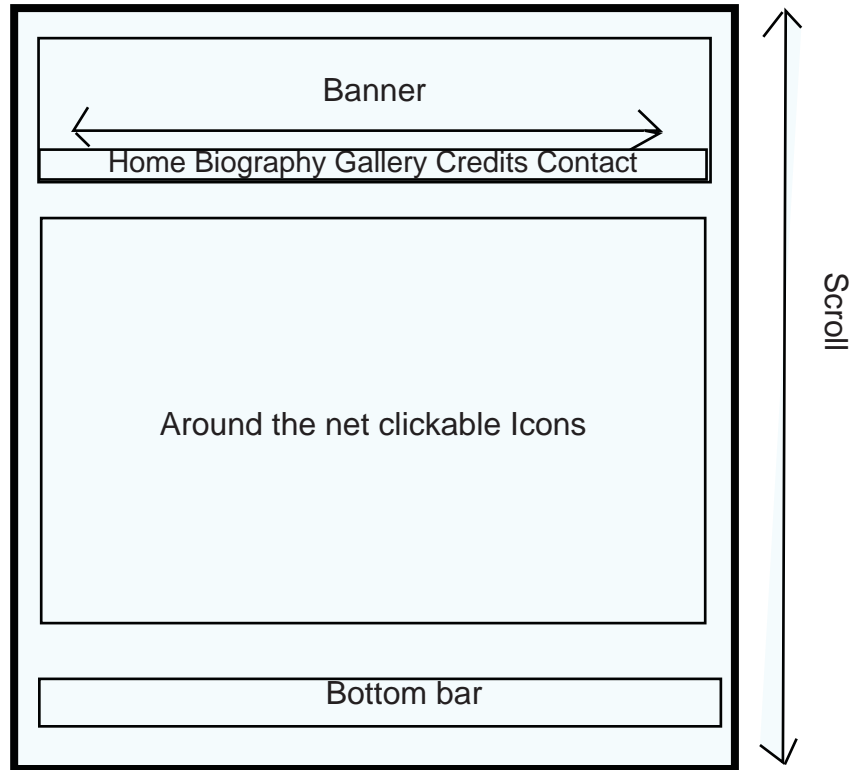 Banner
Home Biography Gallery Credits Contact
Scroll
Around the net clickable Icons
Bottom bar